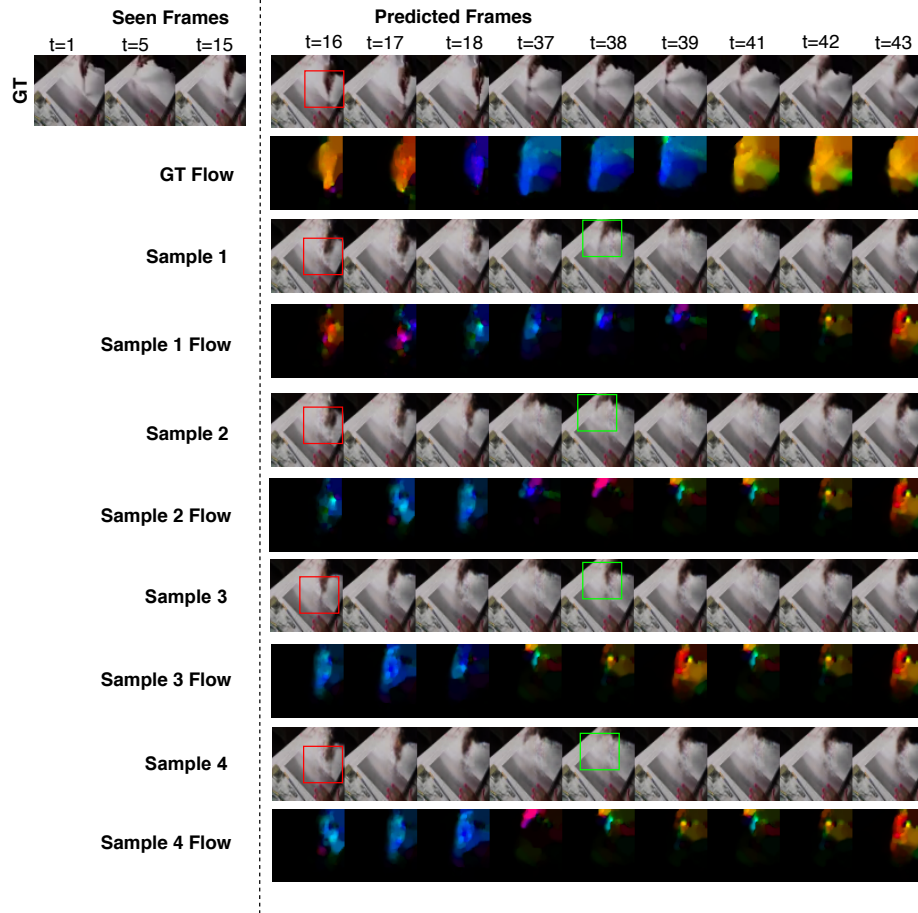 Seen Frames
Predicted Frames
t=1 t=5 t=15 t=16 t=17 t=18 t=37 t=38 t=39 t=41 t=42 t=43
GT
GT Flow
Sample 1
Sample 1 Flow
Sample 2
Sample 2 Flow
Sample 3
Sample 3 Flow
Sample 4
Sample 4 Flow